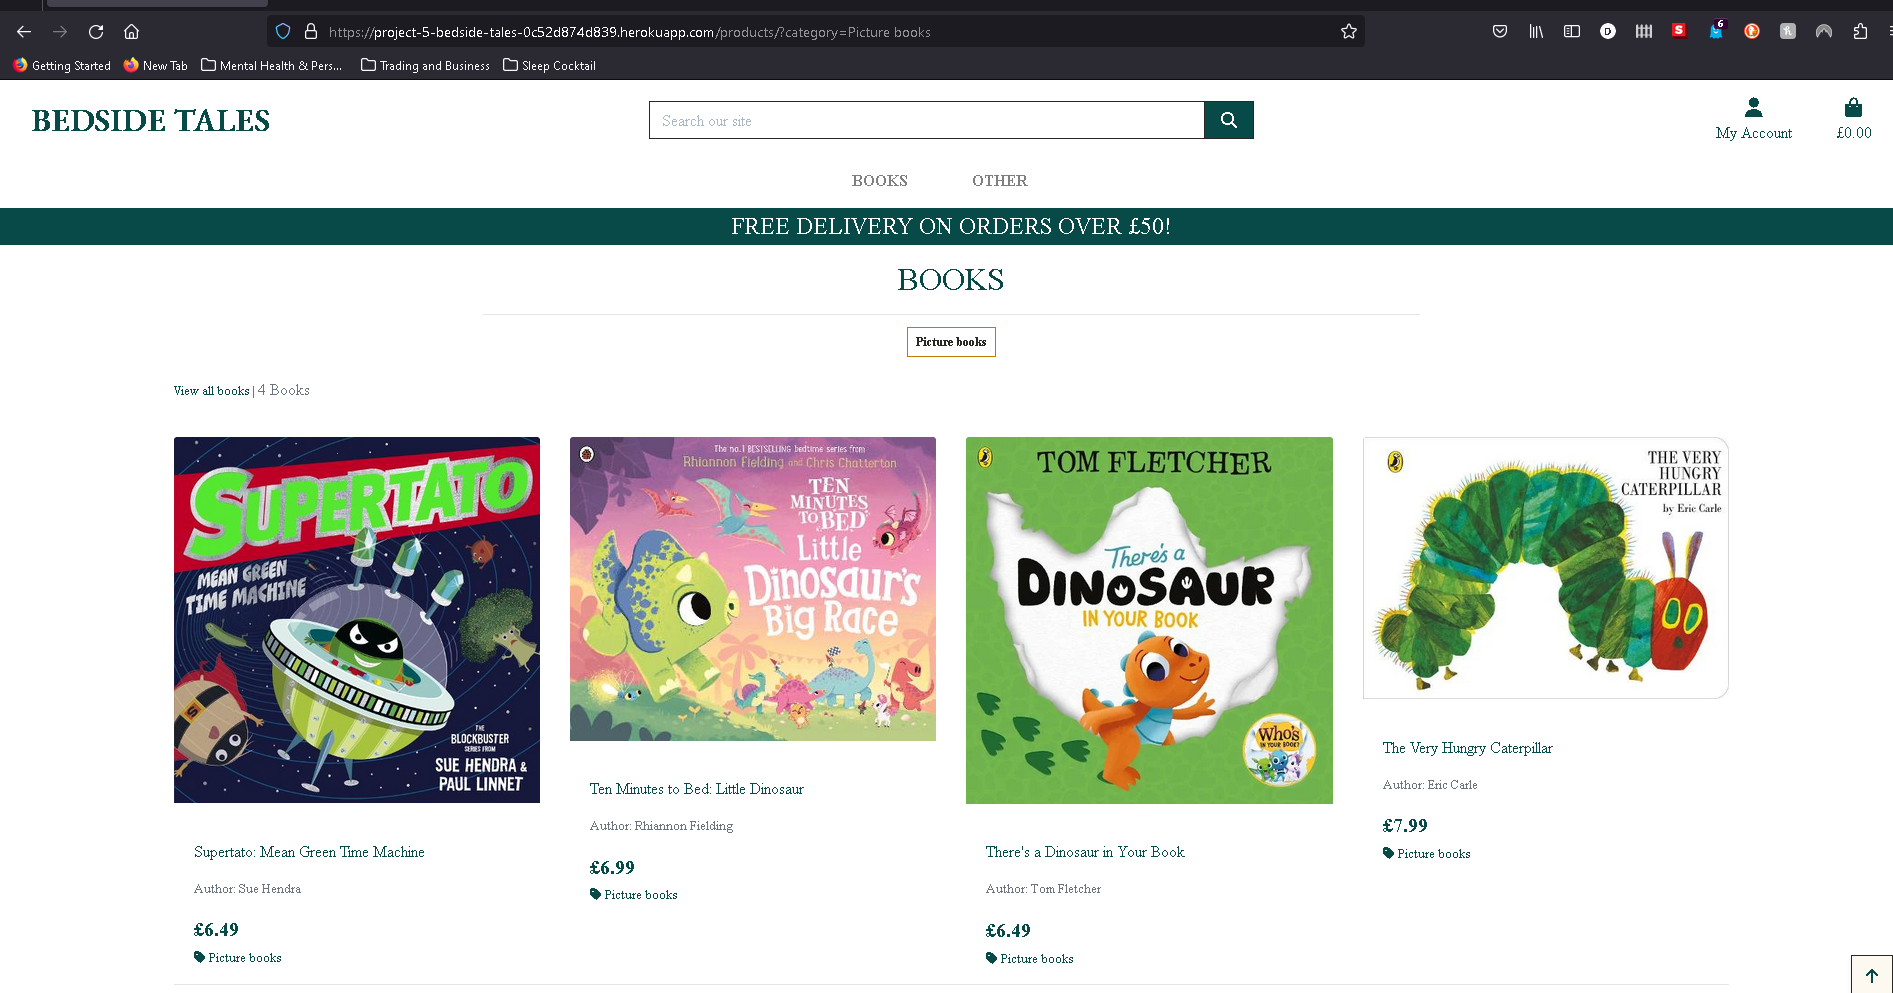 https://project-5-bedside-tales-0c52d874d839.herokuapp.com/products/?category=Picture books
D
S
6
Getting Started
New Tab
Mental Health & Pers...
Trading and Business
Sleep Cocktail
BEDSIDE TALES
Search our site
My Account
£0.00
BOOKS
OTHER
FREE DELIVERY ON ORDERS OVER £50!
BOOKS
Picture books
View all books | 4 Books
SUPERTATO
MEAN GREEN
TIME MACHINE
S
THE
BLOCKBUSTER
SERIES FROM
SUE HENDRA &
PAUL LINNET
Supertato: Mean Green Time Machine
Author: Sue Hendra
£6.49
Picture books
The no.1 BESTSELLING bedtime series from
Rhiannon Fielding and Chris Chatterton
TEN
MINUTES
TO BED
Little
Dinosaur's
Big Race
Ten Minutes to Bed: Little Dinosaur
Author: Rhiannon Fielding
£6.99
Picture books
TOM FLETCHER
There's a
DINOSAUR
IN YOUR BOOK
WHO'S
IN YOUR BOOK?
There's a Dinosaur in Your Book
Author: Tom Fletcher
£6.49
Picture books
THE VERY
HUNGRY
CATERPILLAR
by Eric Carle
The Very Hungry Caterpillar
Author: Eric Carle
£7.99
Picture books